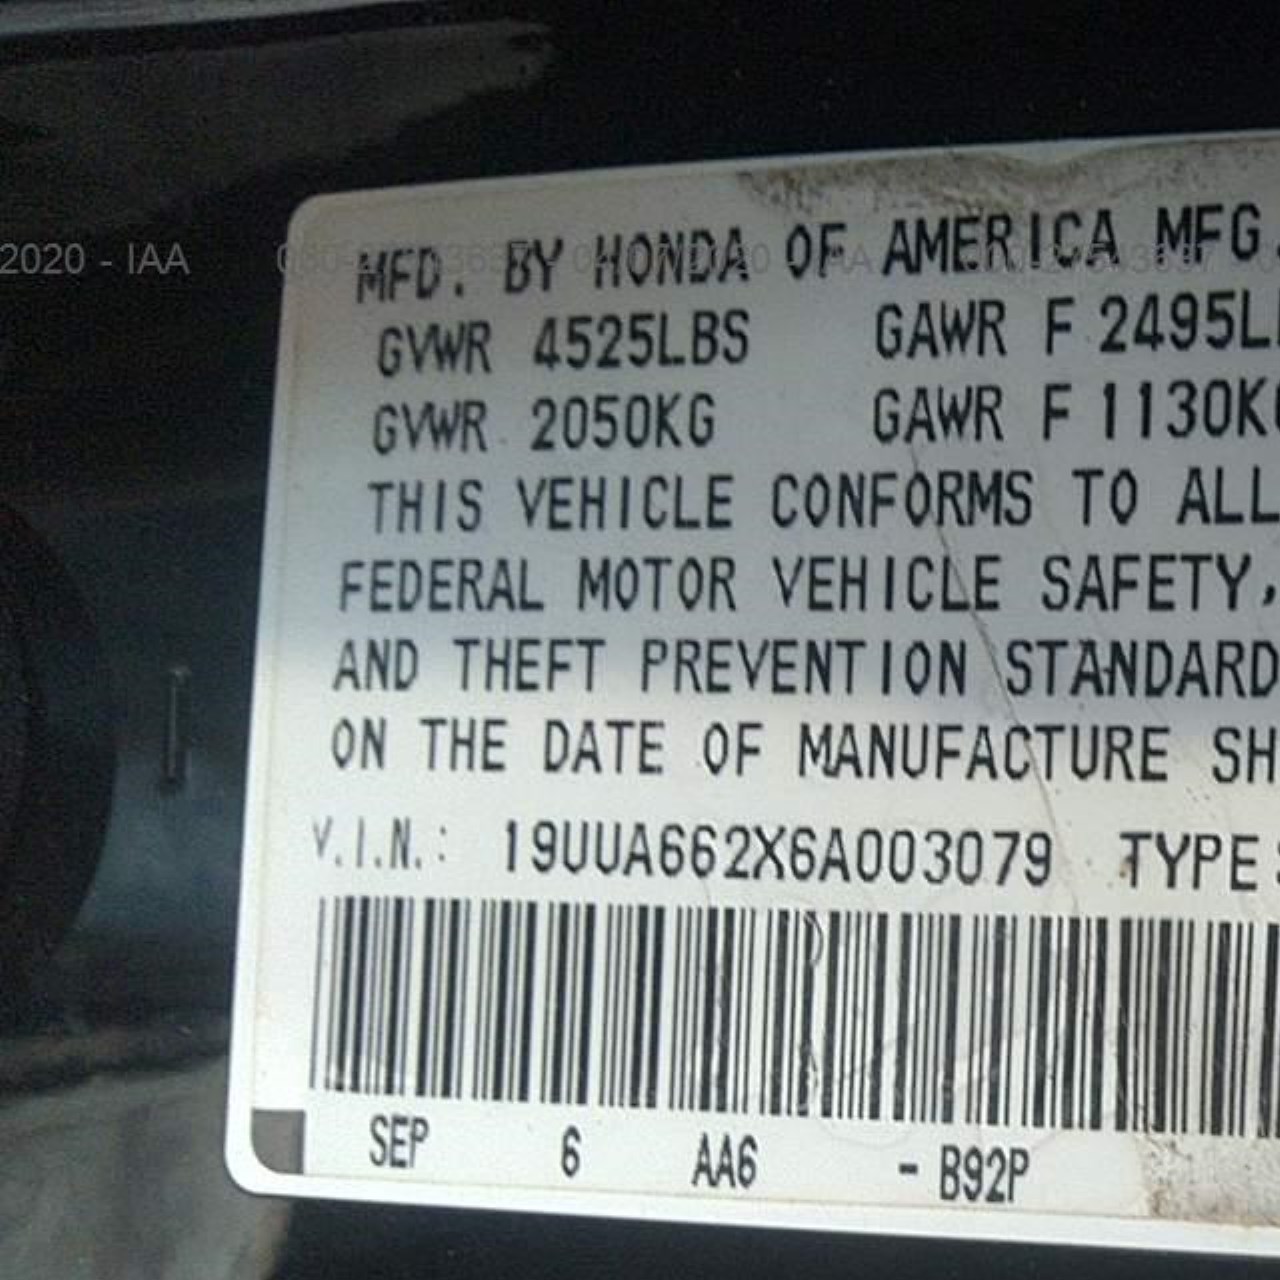 2020 - IAA
MFD. BY HONDA OF AMERICA MFG.
GVWR 4525LBS GAWR F 2495L
GVWR 2050KG GAWR F 1130K
THIS VEHICLE CONFORMS TO ALL
FEDERAL MOTOR VEHICLE SAFETY,
AND THEFT PREVENTION STANDARD
ON THE DATE OF MANUFACTURE SH
V.I.N.: 19UUA662X6A003079 TYPE
SEP 6 AA6 - B92P